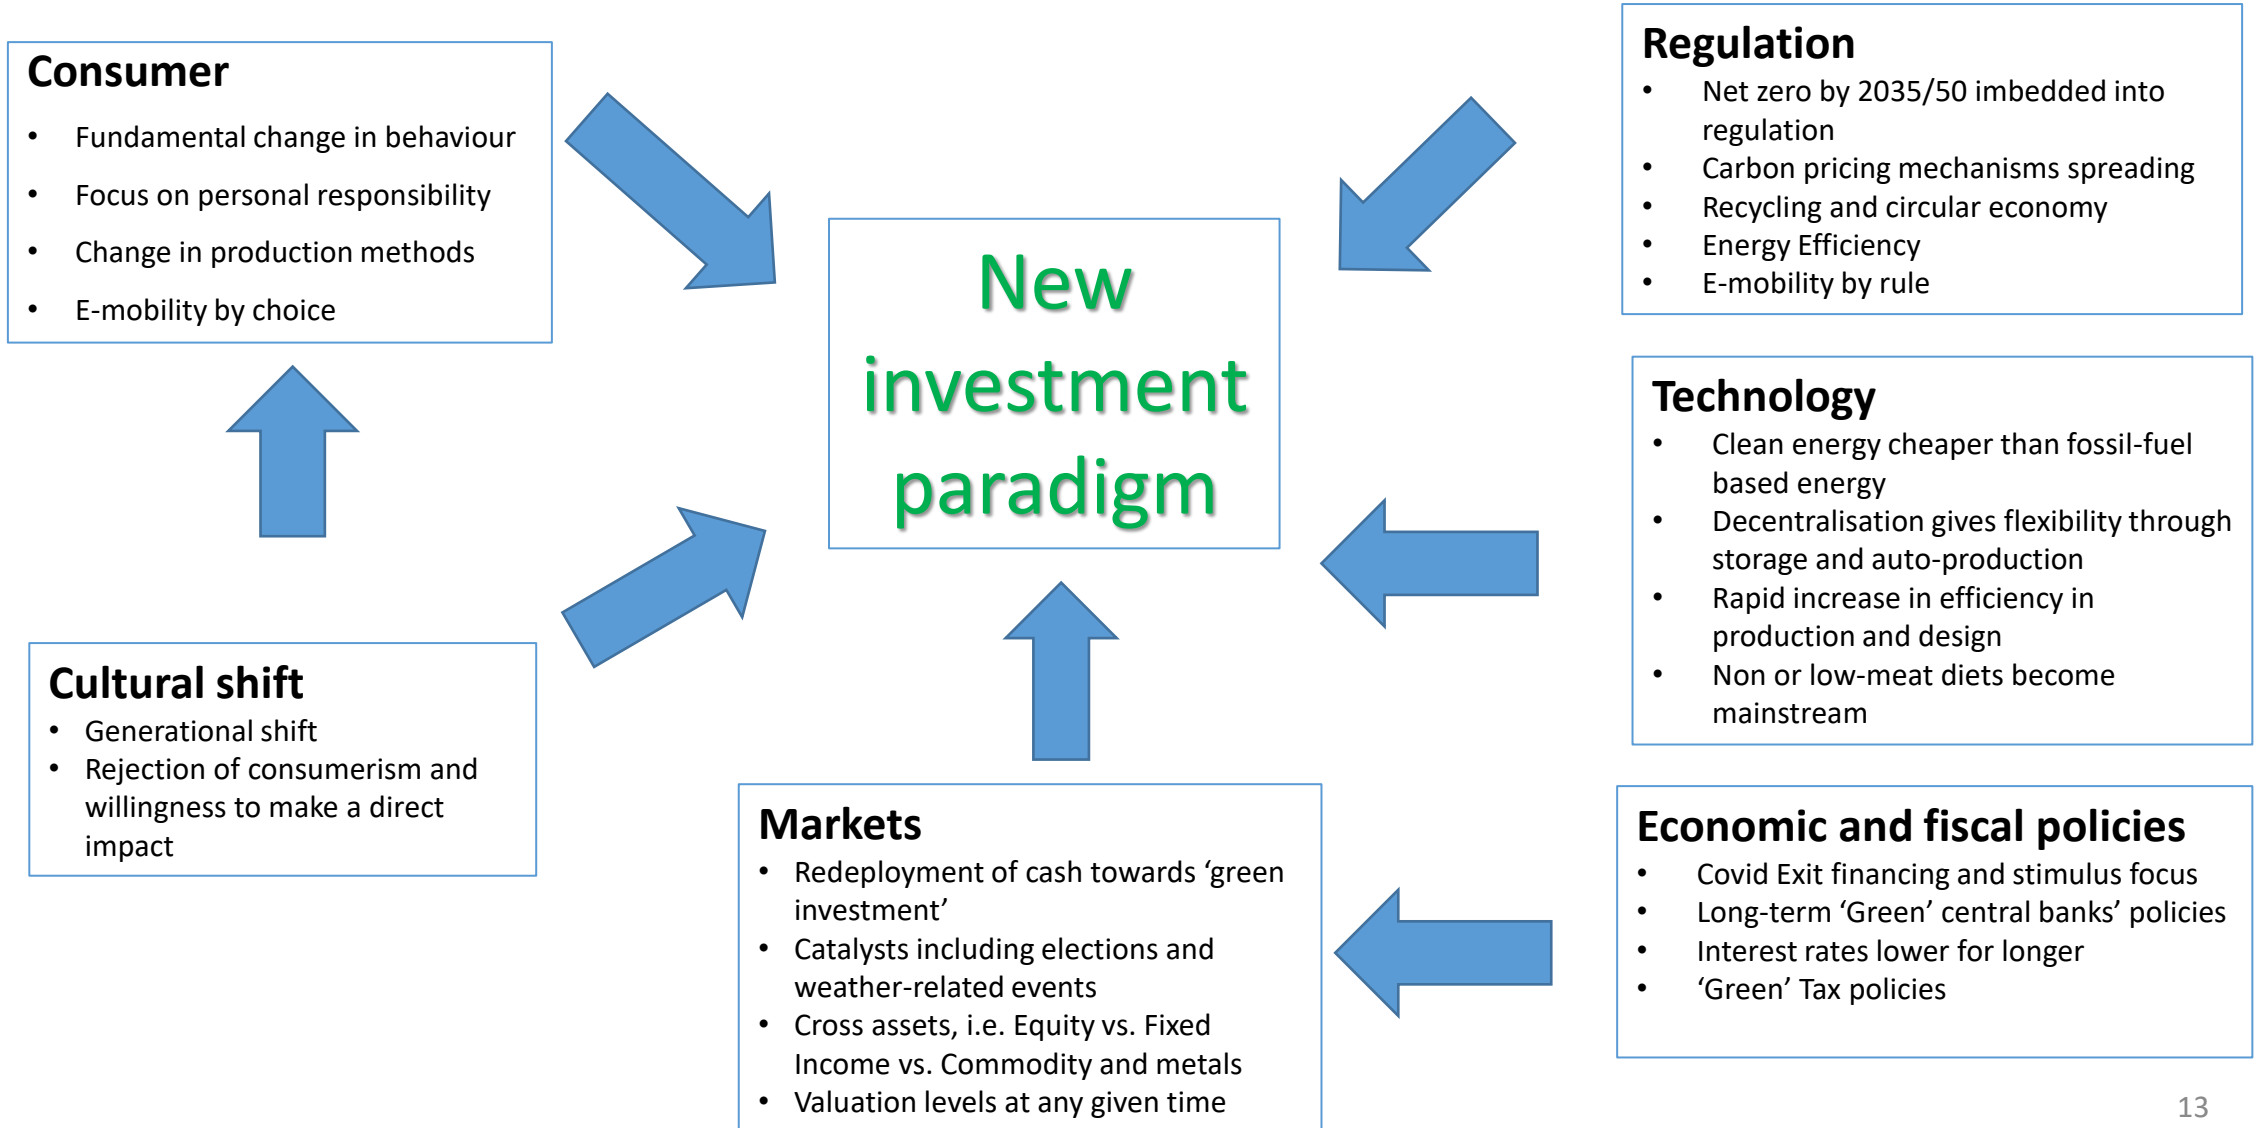 Consumer
• Fundamental change in behaviour
• Focus on personal responsibility
• Change in production methods
• E-mobility by choice
Cultural shift
• Generational shift
• Rejection of consumerism and
willingness to make a direct
impact
New
investment
paradigm
Markets
• Redeployment of cash towards ‘green
investment’
• Catalysts including elections and
weather-related events
• Cross assets, i.e. Equity vs. Fixed
Income vs. Commodity and metals
• Valuation levels at any given time
Regulation
• Net zero by 2035/50 imbedded into
regulation
• Carbon pricing mechanisms spreading
• Recycling and circular economy
• Energy Efficiency
• E-mobility by rule
Technology
• Clean energy cheaper than fossil-fuel
based energy
• Decentralisation gives flexibility through
storage and auto-production
• Rapid increase in efficiency in
production and design
• Non or low-meat diets become
mainstream
Economic and fiscal policies
• Covid Exit financing and stimulus focus
• Long-term ‘Green’ central banks’ policies
• Interest rates lower for longer
• ‘Green’ Tax policies
13